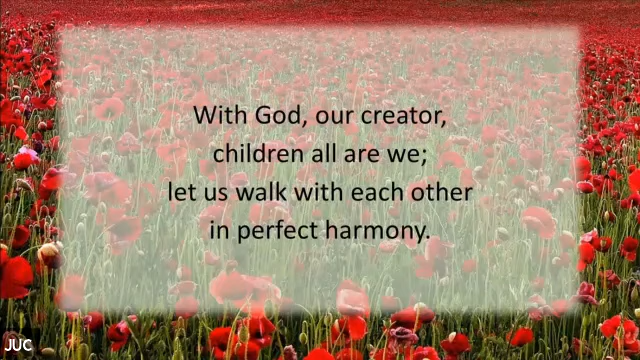 With God, our creator,
children all are we;
let us walk with each other
in perfect harmony.
JUC